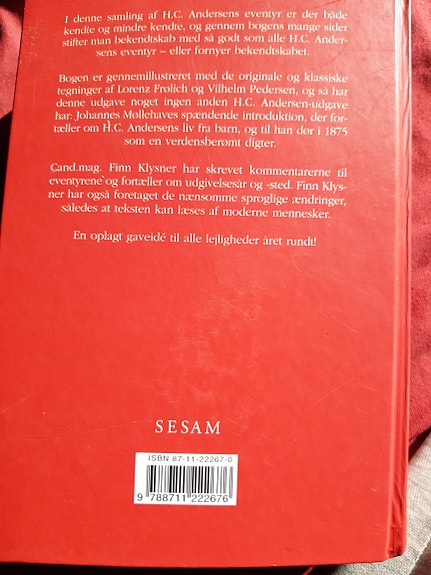 I denne samling af H.C. Andersens eventyr er der både
kendte og mindre kendte, og gennem bogens mange sider
stifter man bekendtskab med så godt som alle H.C. Ander-
sens eventyr – eller fornyer bekendtskabet.
Bogen er gennemillustreret med de originale og klassiske
tegninger af Lorenz Frolich og Vilhelm Pedersen, og så har
denne udgave noget ingen anden H.C. Andersen-udgave
har: Johannes Møllehaves spændende introduktion, der for-
tæller om H.C. Andersens liv fra barn, og til han dør i 1875
som en verdensberømt digter.
Cand.mag. Finn Klysner har skrevet kommentarerne til
eventyrene og fortæller om udgivelsesår og -sted. Finn Klys-
ner har også foretaget de nænsomme sproglige ændringer,
således at teksten kan læses af moderne mennesker.
En oplagt gaveidé til alle lejligheder året rundt!
SESAM
ISBN 87-11-22267-0
9 788711 222676